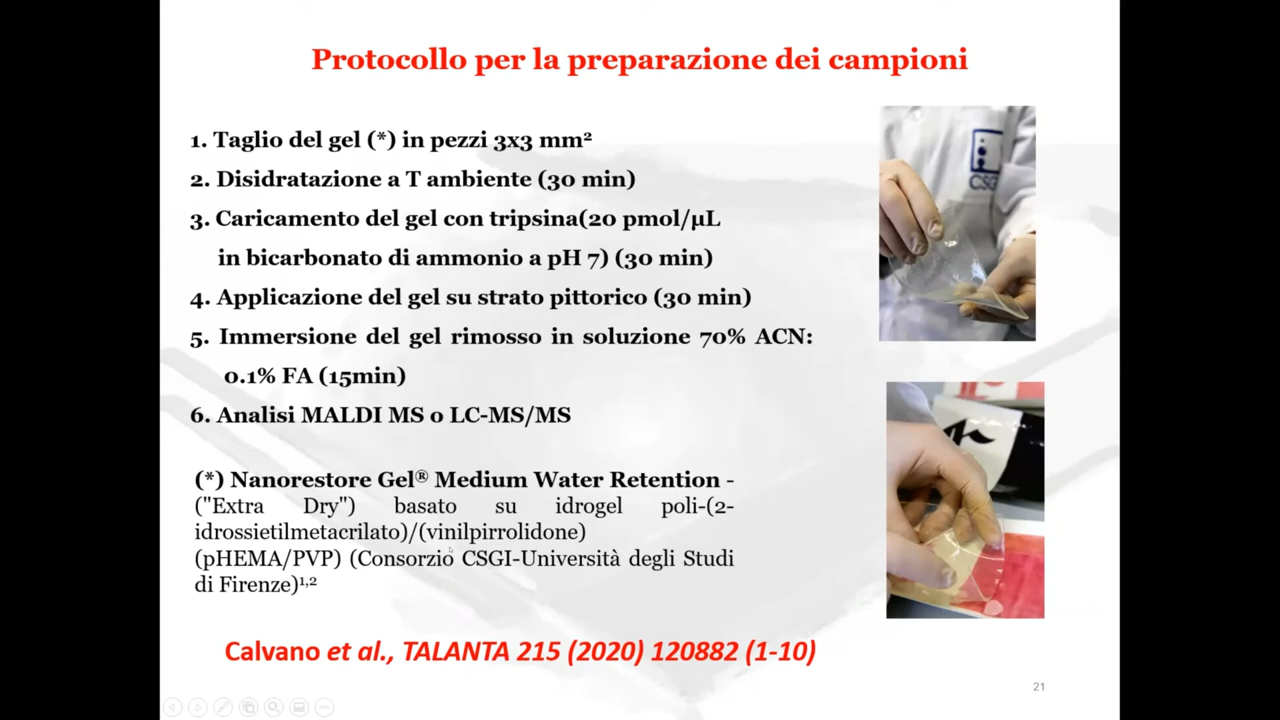 Protocollo per la preparazione dei campioni
1. Taglio del gel (*) in pezzi 3x3 mm²
2. Disidratazione a T ambiente (30 min)
3. Caricamento del gel con tripsina(20 pmol/µL
in bicarbonato di ammonio a pH 7) (30 min)
4. Applicazione del gel su strato pittorico (30 min)
5. Immersione del gel rimosso in soluzione 70% ACN:
0.1% FA (15min)
6. Analisi MALDI MS o LC-MS/MS
(*) Nanorestore Gel® Medium Water Retention -
("Extra Dry") basato su idrogel poli-(2-
idrossietilmetacrilato)/(vinilpirrolidone)
(pHEMA/PVP) (Consorzio CSGI-Università degli Studi
di Firenze)¹,²
Calvano et al., TALANTA 215 (2020) 120882 (1-10)
CSG
21